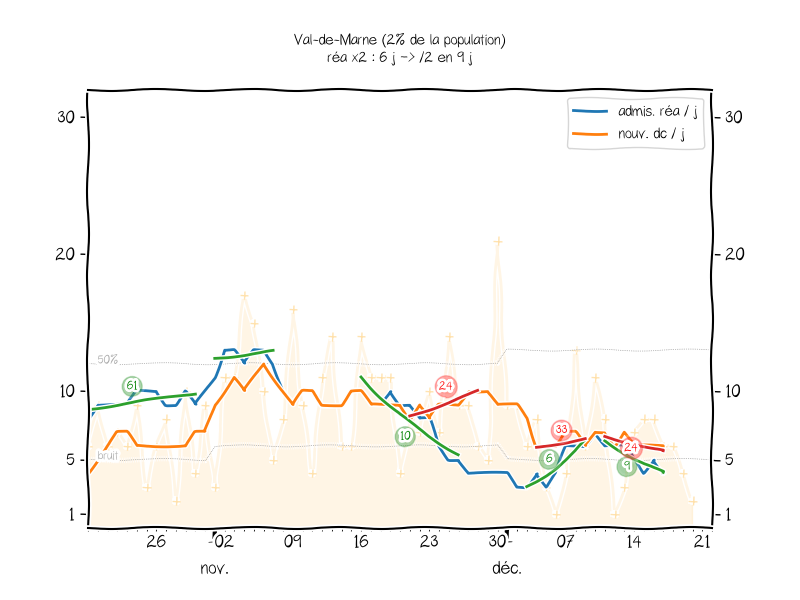 Val-de-Marne (2% de la population)
réa x2 : 6 j -> /2 en 9 j
admis. réa / j
nouv. dc / j
30 30
20 20
50%
61 24
10 10
10 33 24
6 9
bruit
5 5
1 1
26 02 09 16 23 30 07 14 21
nov. déc.